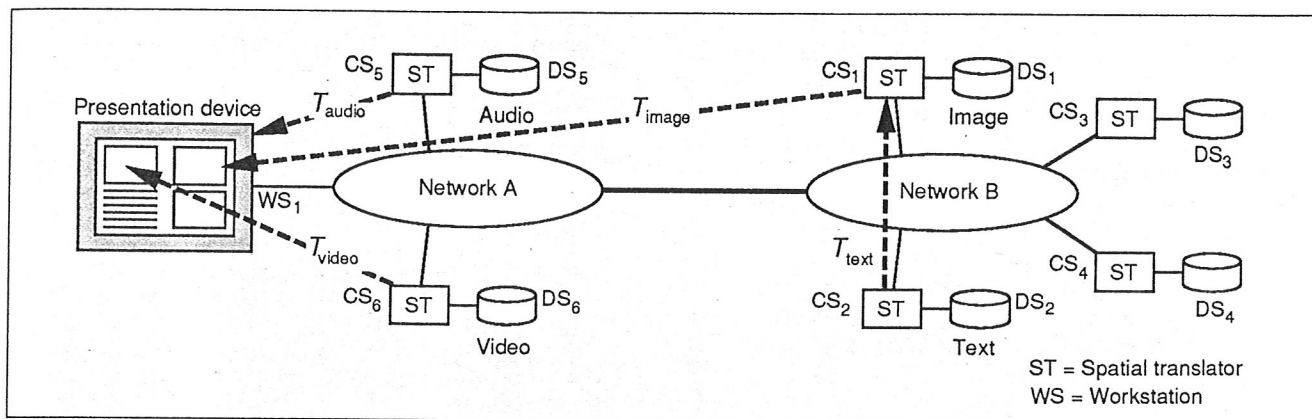 CS5 ST DS5
Audio
Presentation device
Taudio
CS1 ST DS1
Image
Timage
CS3 ST
DS3
WS1
Network A
Network B
Tvideo
Ttext
CS4 ST
DS4
CS6 ST DS6
Video
CS2 ST DS2
Text
ST = Spatial translator
WS = Workstation